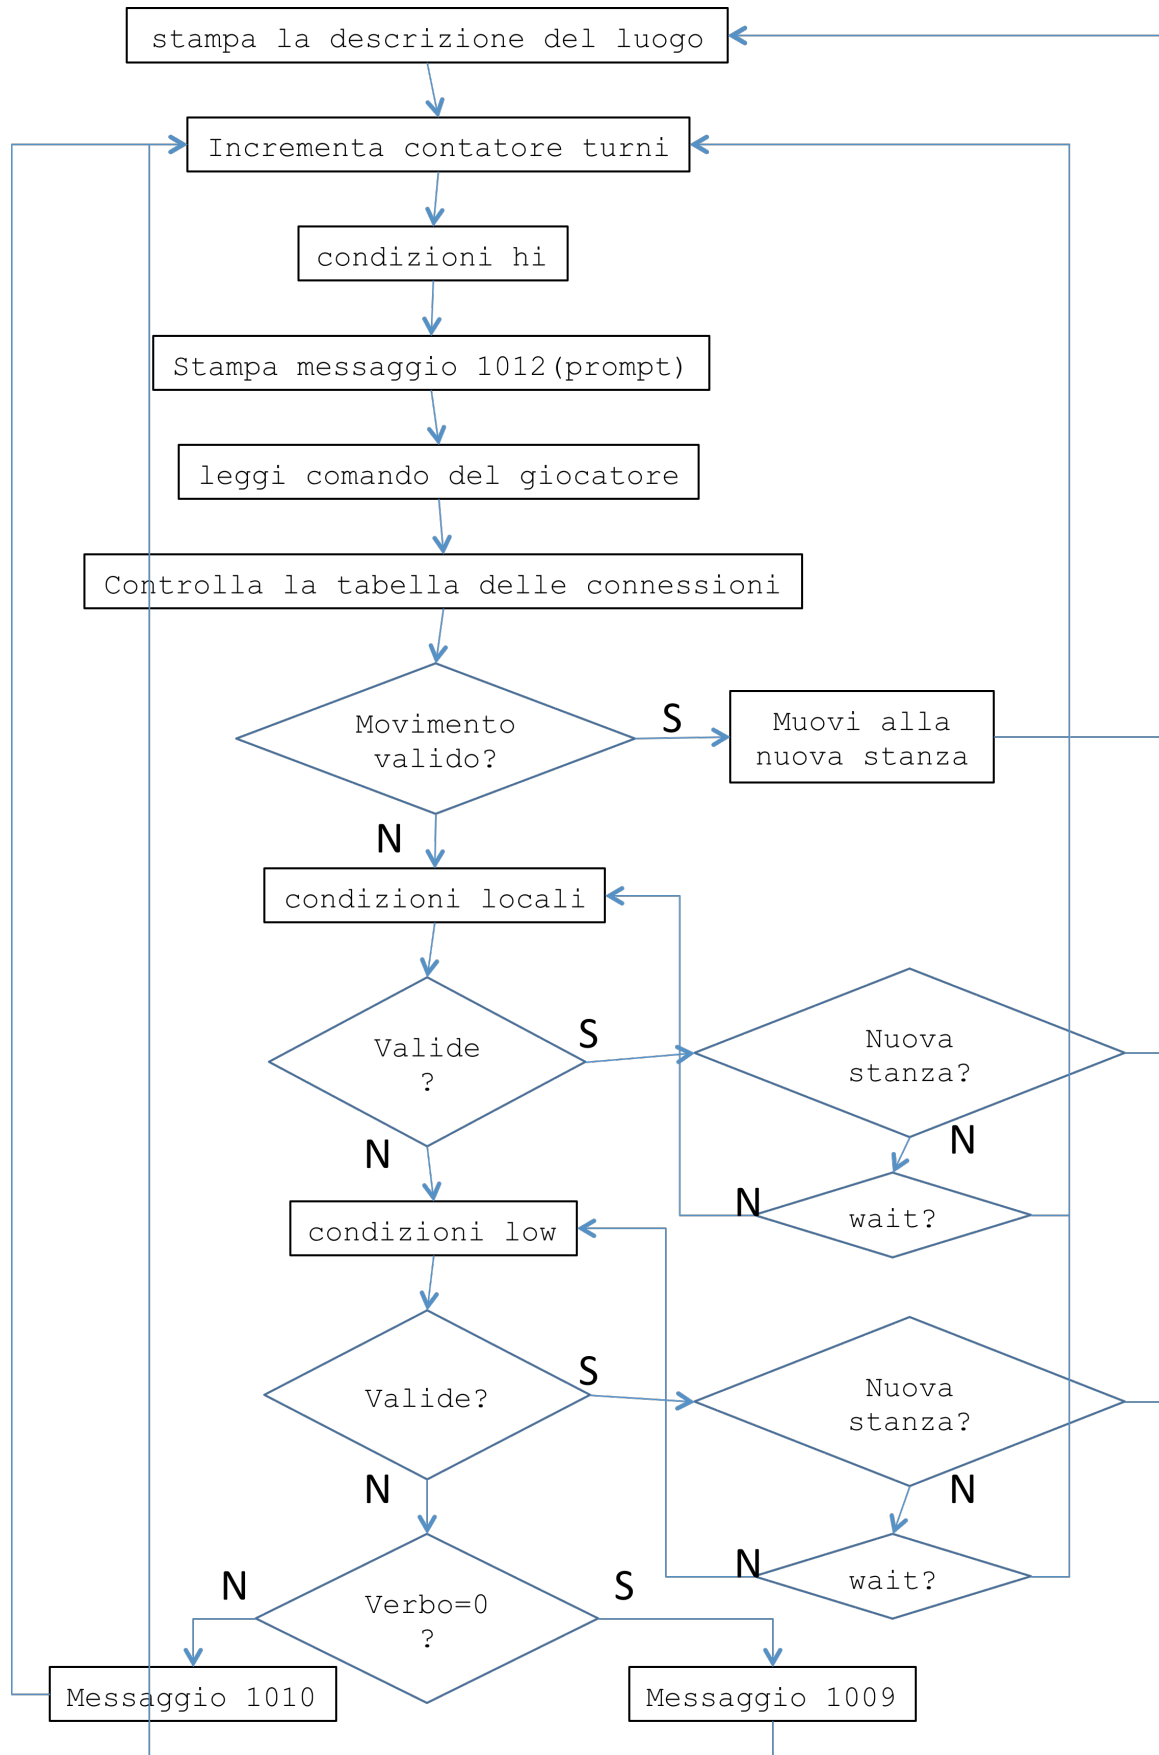 stampa la descrizione del luogo
Incrementa contatore turni
condizioni hi
Stampa messaggio 1012(prompt)
leggi comando del giocatore
Controlla la tabella delle connessioni
Movimento
valido?
S
Muovi alla
nuova stanza
N
condizioni locali
Valide
?
S
Nuova
stanza?
N
N
N
wait?
condizioni low
Valide?
S
Nuova
stanza?
N
N
N
wait?
N
Verbo=0
?
S
Messaggio 1010
Messaggio 1009